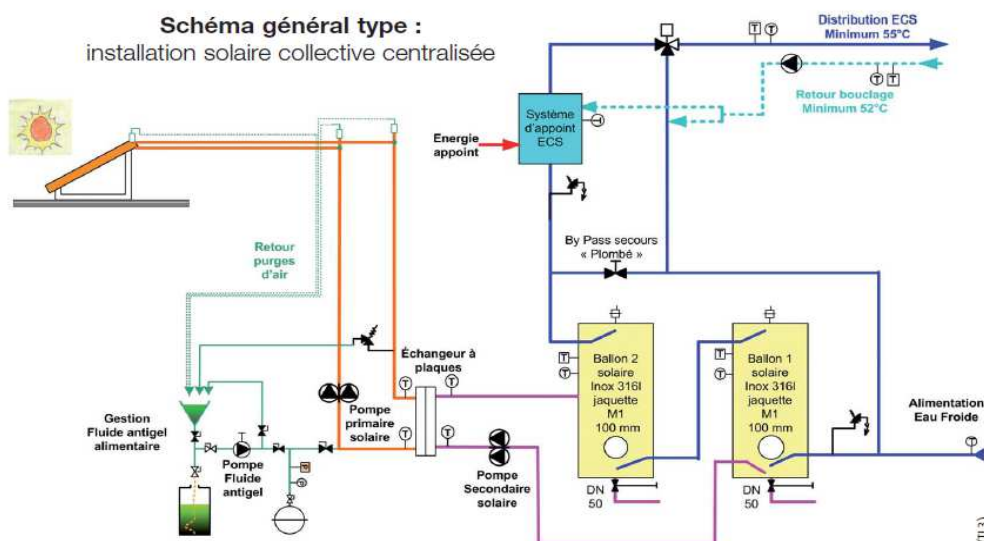 Schéma général type :
installation solaire collective centralisée
Distribution ECS
Minimum 55°C
T
T
T
T
Retour bouclage
Minimum 52°C
Système
d'appoint
ECS
T
Energie
appoint
By Pass secours
« Plombé »
Retour
purges
d'air
Échangeur à
plaques
T
T
T
T
Ballon 2
solaire
Inox 316l
jaquette
M1
100 mm
T
T
Ballon 1
solaire
Inox 316l
jaquette
M1
100 mm
T
T
Alimentation
Eau Froide
T
Gestion
Fluide antigel
alimentaire
Pompe
Fluide
antigel
Pompe
primaire
solaire
Pompe
Secondaire
solaire
DN
50
DN
50